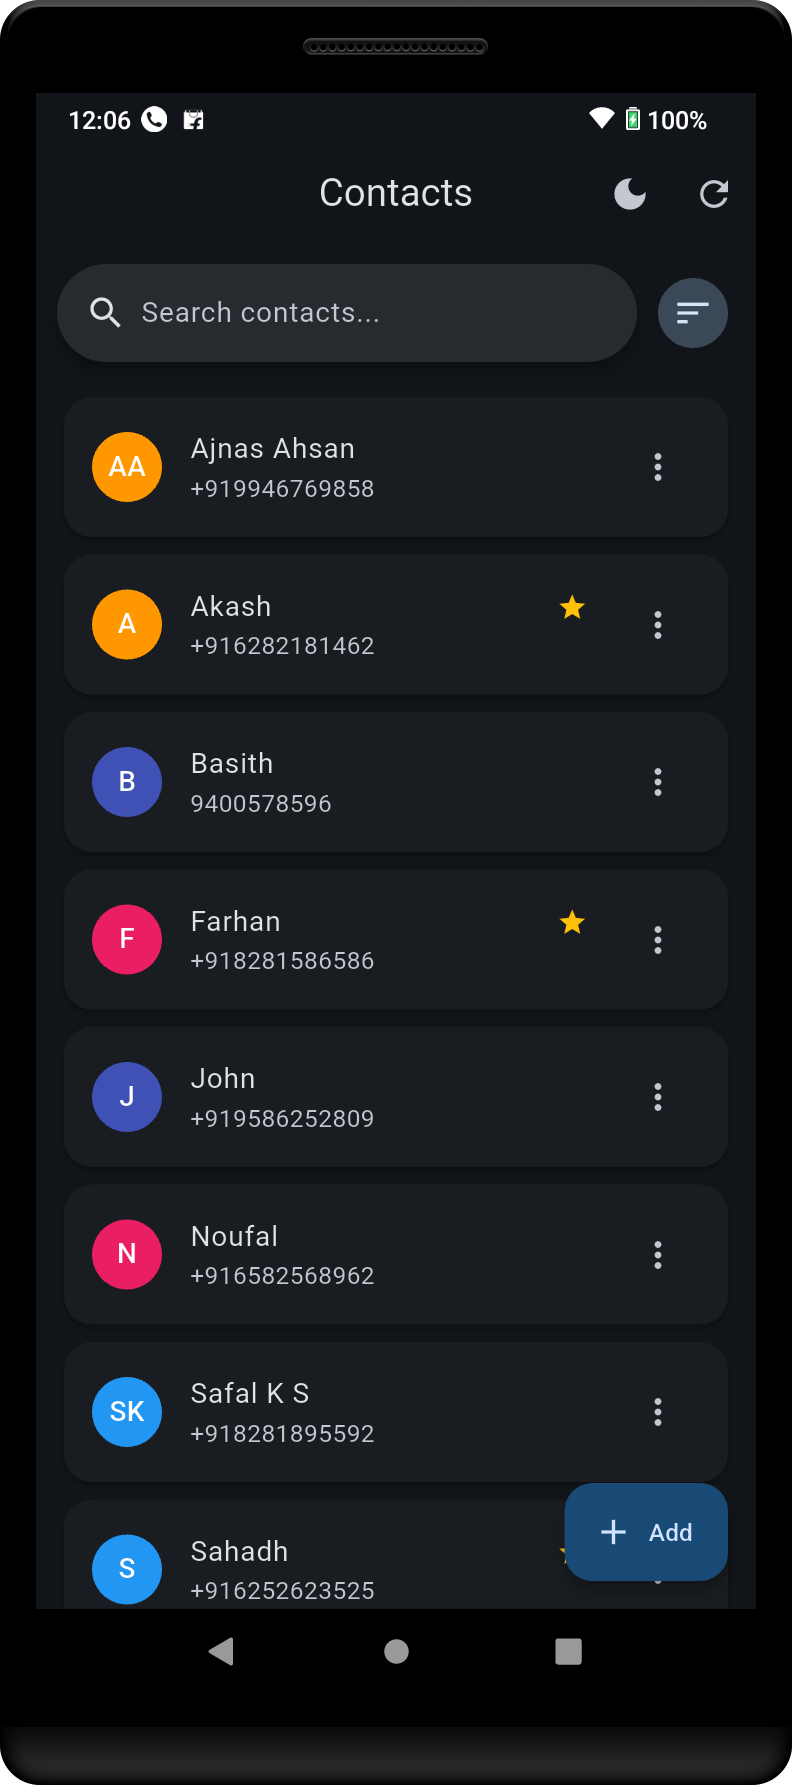 12:06
100%
Contacts
Search contacts...
AA
Ajnas Ahsan
+919946769858
A
Akash
+916282181462
B
Basith
9400578596
F
Farhan
+918281586586
J
John
+919586252809
N
Noufal
+916582568962
SK
Safal K S
+918281895592
S
Sahadh
+916252623525
Add